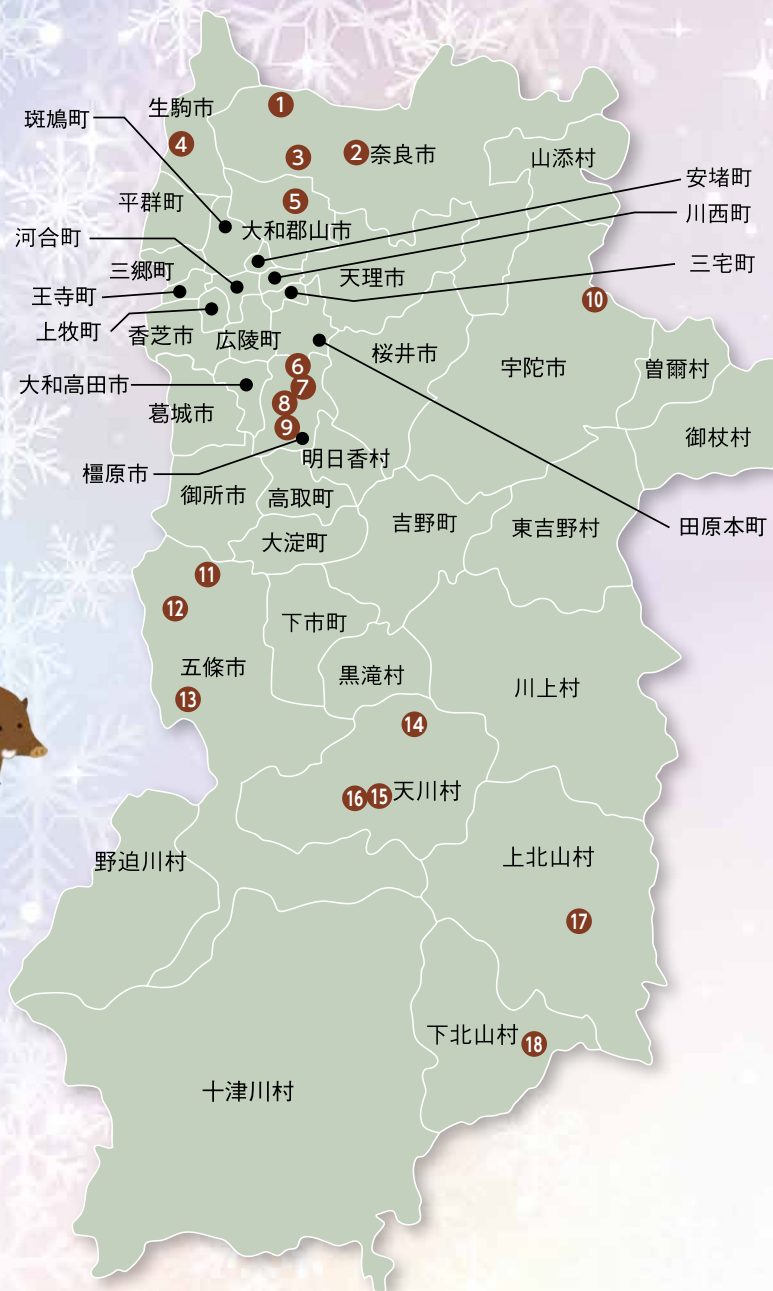 生駒市
1
斑鳩町
4
3
2
奈良市
山添村
安堵町
平群町
5
川西町
大和郡山市
河合町
三宅町
三郷町
天理市
王寺町
10
上牧町
香芝市
広陵町
桜井市
宇陀市
曽爾村
6
大和高田市
7
葛城市
8
9
御杖村
明日香村
橿原市
御所市
高取町
吉野町
東吉野村
田原本町
大淀町
11
12
下市町
五條市
黒滝村
川上村
13
14
16
15
天川村
野迫川村
上北山村
17
下北山村
18
十津川村